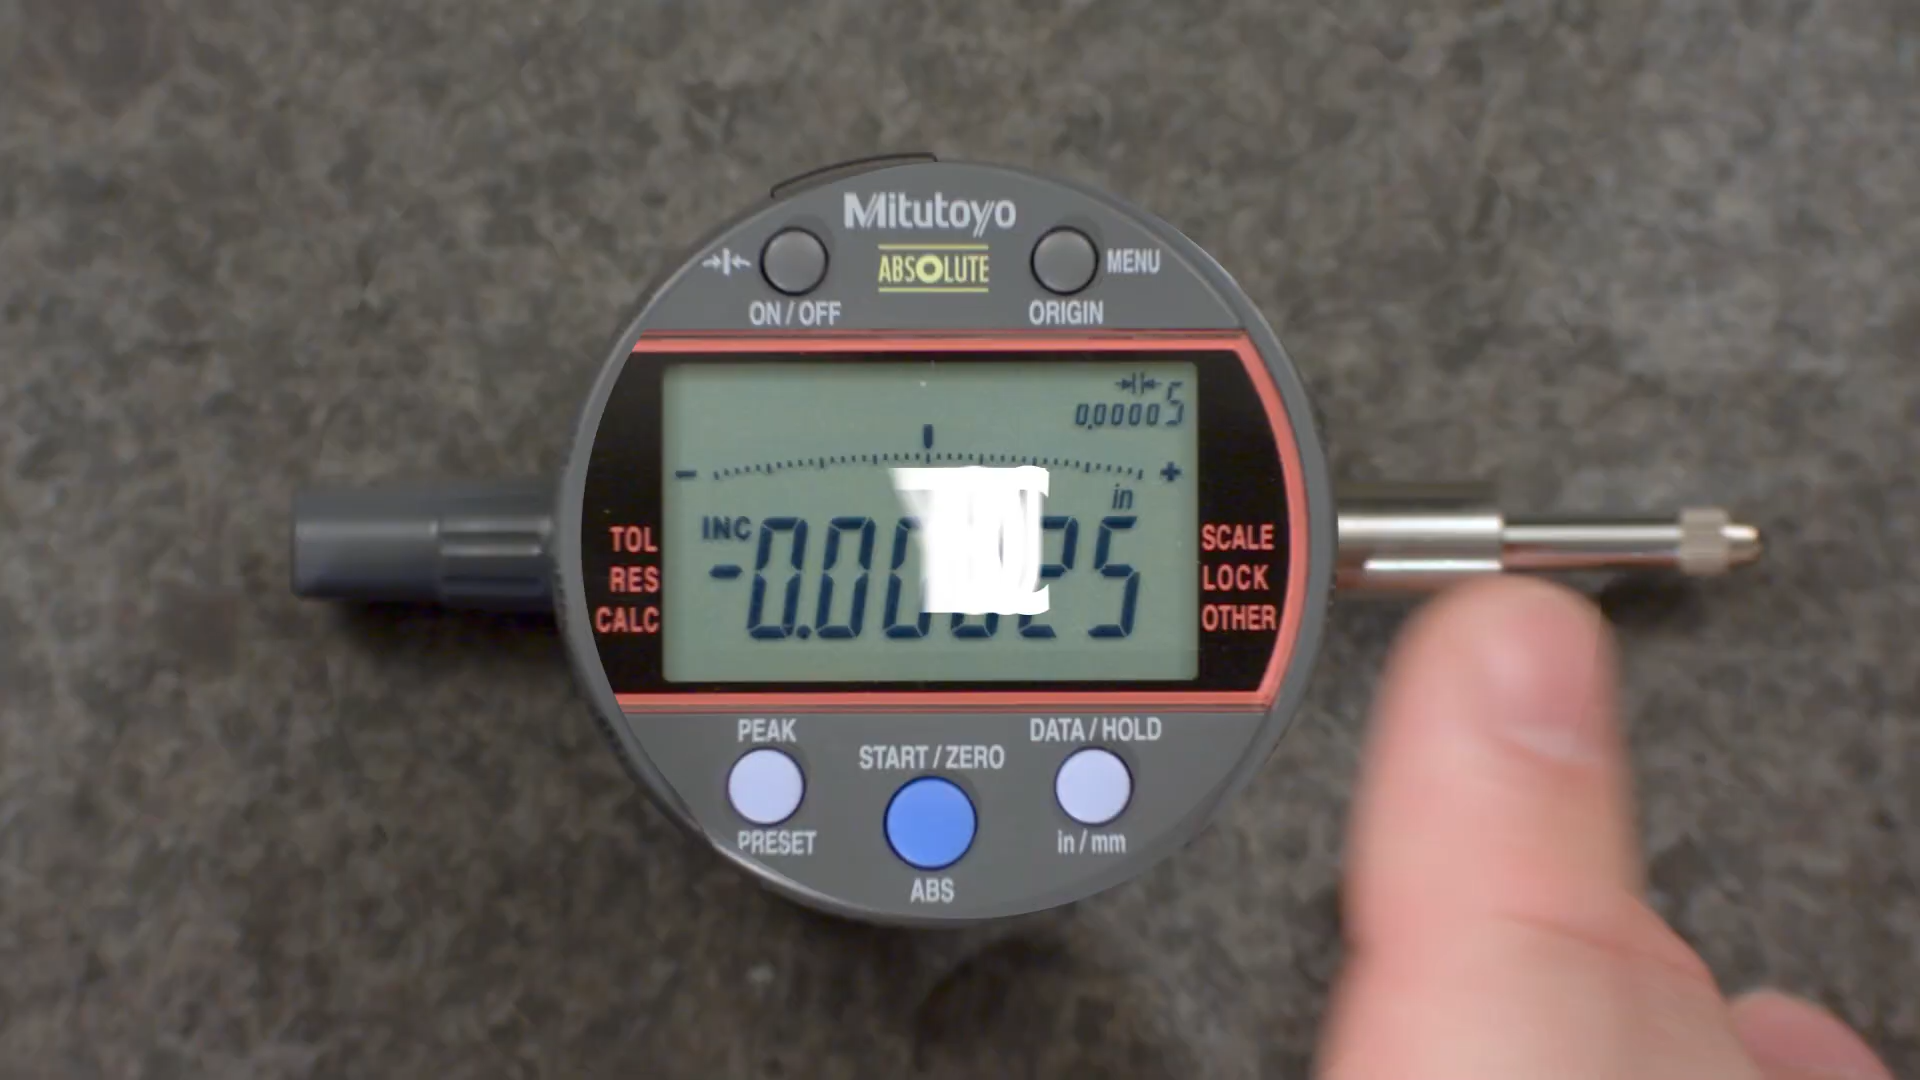 Mitutoyo
ABSOLUTE
MENU
ON / OFF
ORIGIN
0.00005
in
INC
TOL
RES
CALC
SCALE
LOCK
OTHER
PEAK
START / ZERO
DATA / HOLD
PRESET
in / mm
ABS